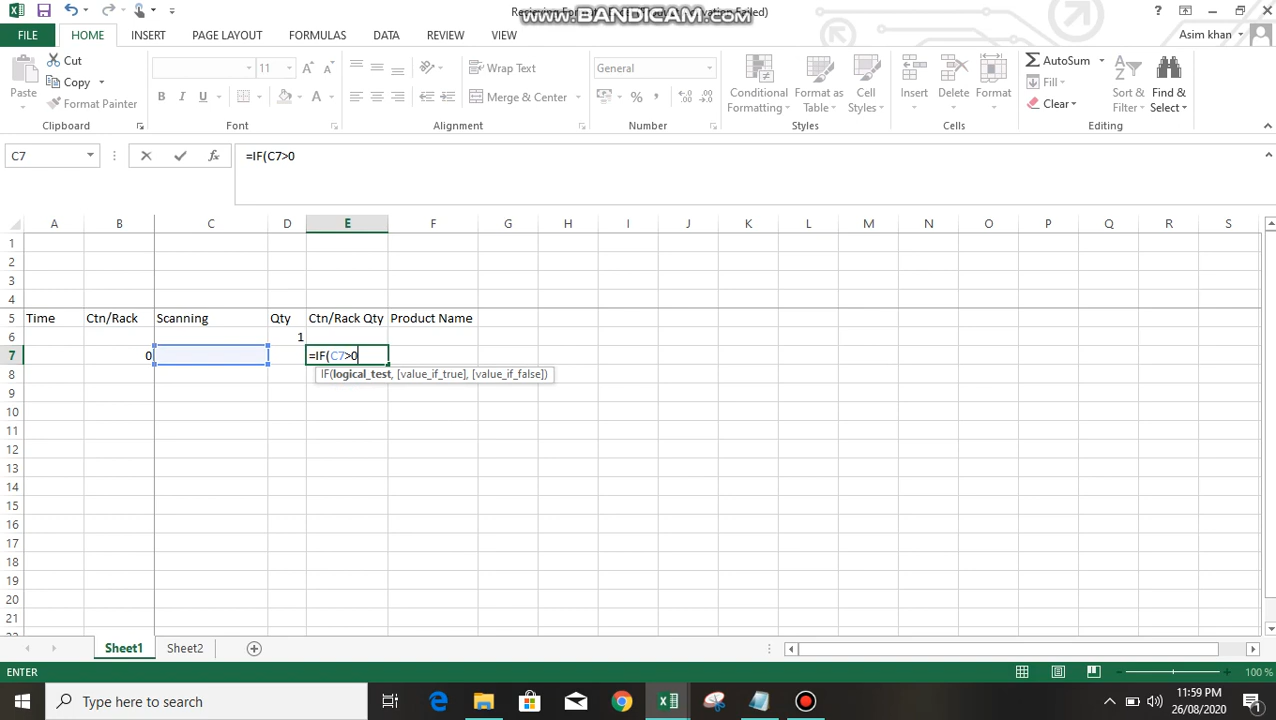 www.BANDICAM.com
Activation Failed)
FILE HOME INSERT PAGE LAYOUT FORMULAS DATA REVIEW VIEW Asim khan
Cut
Copy
Format Painter
Paste
Clipboard
11
Font
Wrap Text
Merge & Center
Alignment
General
Number
Conditional Formatting
Format as Table
Cell Styles
Styles
Insert Delete Format
Cells
AutoSum
Fill
Clear
Sort & Filter
Find & Select
Editing
C7 =IF(C7>0
A B C D E F G H I J K L M N O P Q R S
1
2
3
4
5 Time Ctn/Rack Scanning Qty Ctn/Rack Qty Product Name
6 1
7 0 =IF(C7>0
IF(logical_test, [value_if_true], [value_if_false])
8
9
10
11
12
13
14
15
16
17
18
19
20
21
Sheet1 Sheet2
ENTER 100 %
Type here to search
11:59 PM
26/08/2020